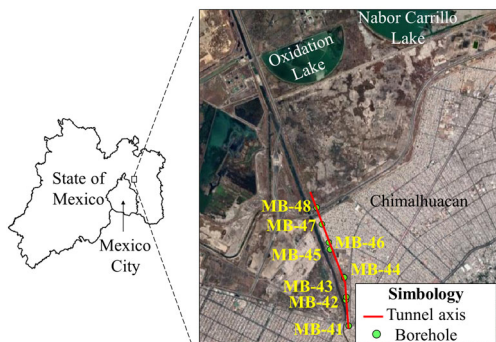 Nabor Carrillo
Lake
Oxidation
Lake
State of
Mexico
Mexico
City
Chimalhuacan
MB-48
MB-47
MB-46
MB-45
MB-44
MB-43
MB-42
MB-41
Simbology
Tunnel axis
Borehole